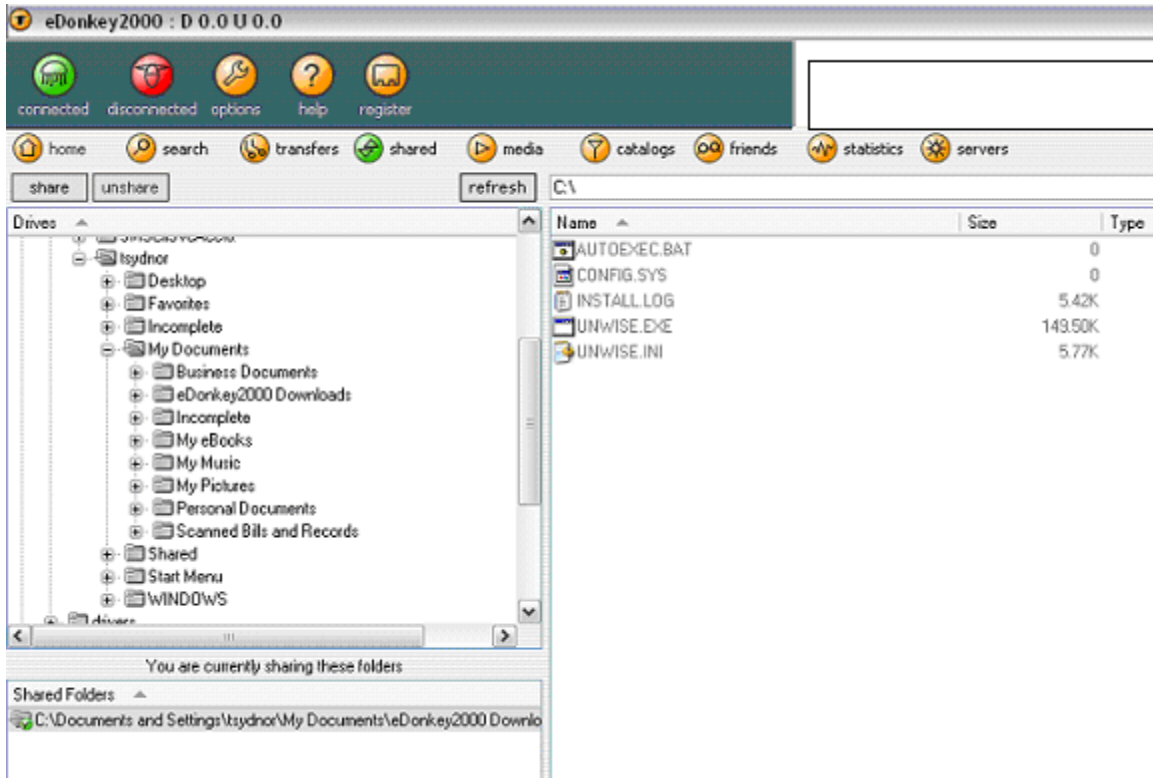 eDonkey2000 : D 0.0 U 0.0
connected disconnected options help register
home search transfers shared media catalogs friends statistics servers
share unshare refresh C:\
Drives
tsydnor
Desktop
Favorites
Incomplete
My Documents
Business Documents
eDonkey2000 Downloads
Incomplete
My eBooks
My Music
My Pictures
Personal Documents
Scanned Bills and Records
Shared
Start Menu
WINDOWS
drivers
You are currently sharing these folders
Shared Folders
C:\Documents and Settings\tsydnor\My Documents\eDonkey2000 Downlo
Name Size Type
AUTOEXEC.BAT 0
CONFIG.SYS 0
INSTALL.LOG 5.42K
UNWISE.EXE 149.50K
UNWISE.INI 5.77K